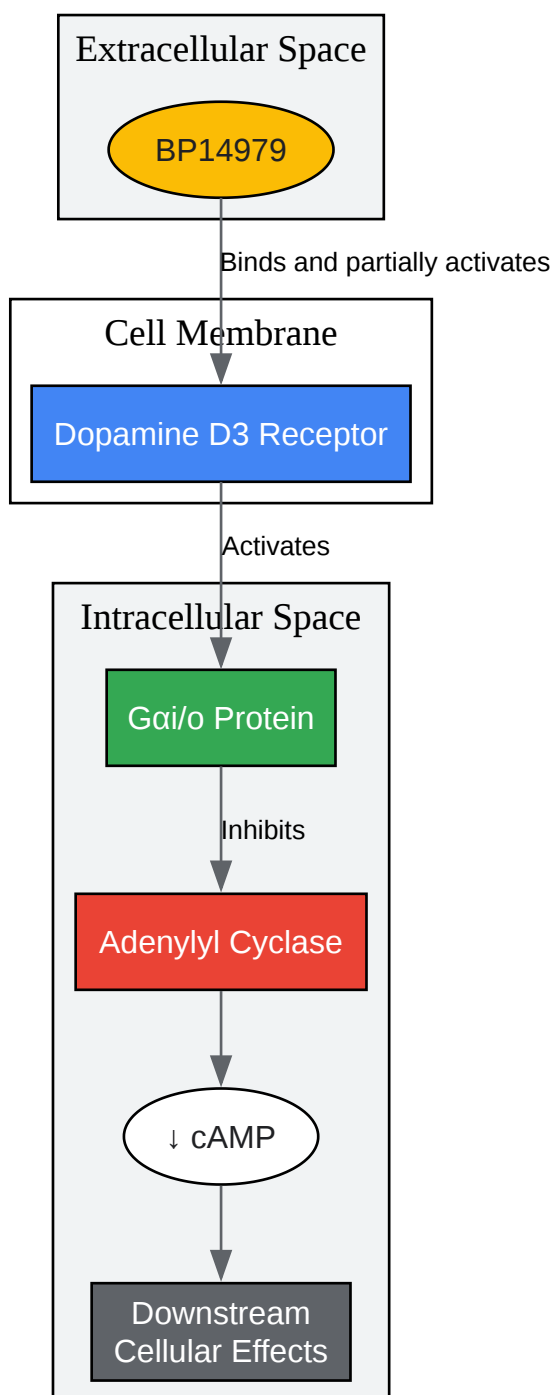 Extracellular Space
BP14979
Binds and partially activates
Cell Membrane
Dopamine D3 Receptor
Activates
Intracellular Space
Gαi/o Protein
Inhibits
Adenylyl Cyclase
↓ cAMP
Downstream
Cellular Effects